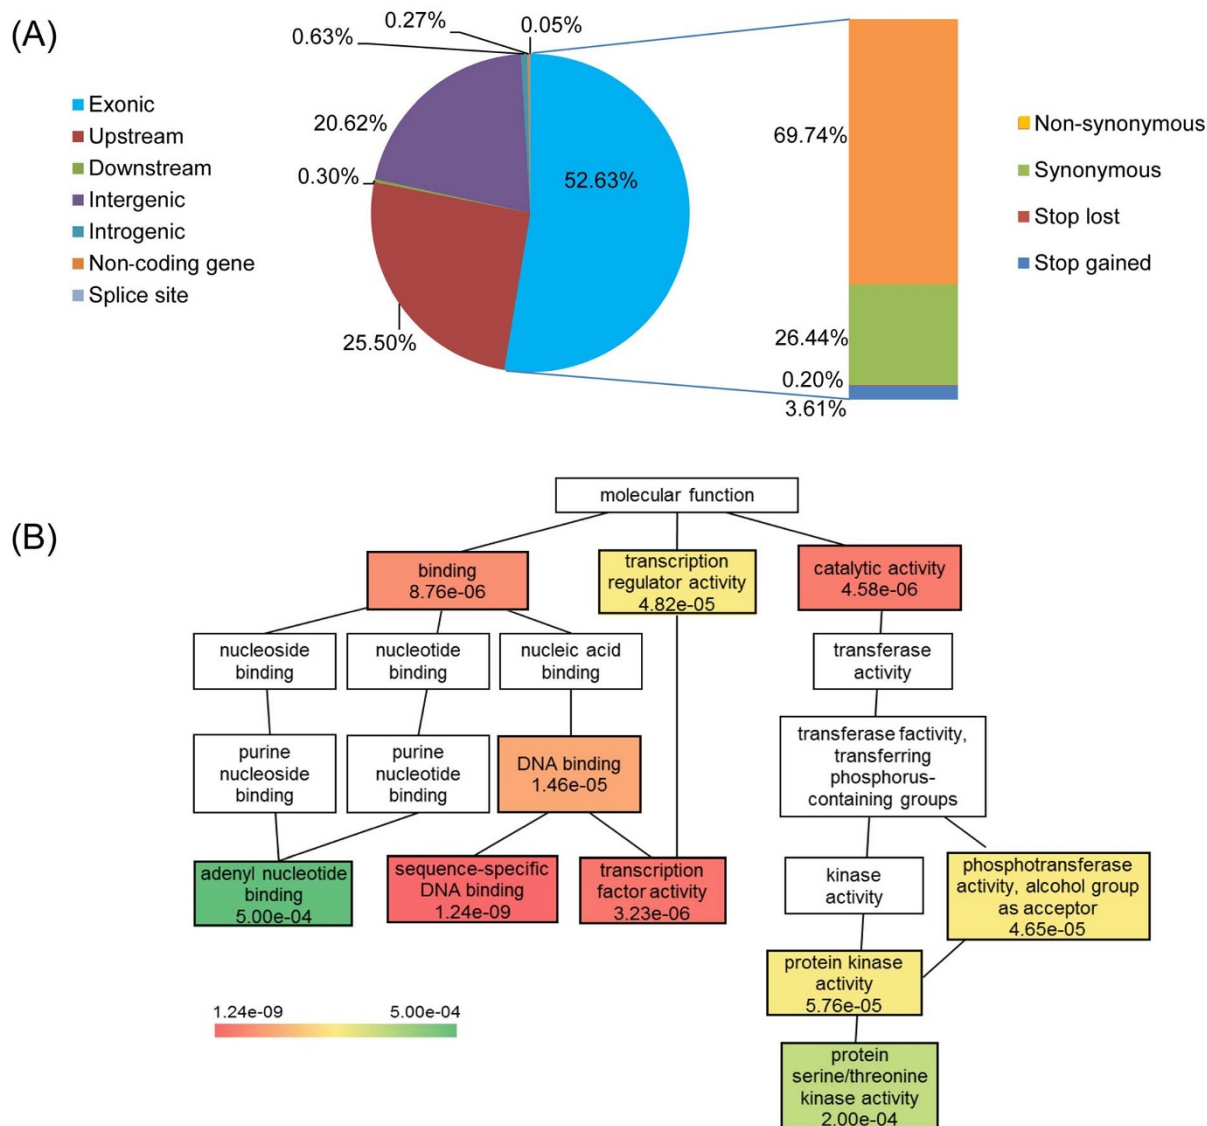 (A)
0.63%
0.27%
0.05%
20.62%
0.30%
25.50%
52.63%
Exonic
Upstream
Downstream
Intergenic
Introgenic
Non-coding gene
Splice site
69.74%
26.44%
0.20%
3.61%
Non-synonymous
Synonymous
Stop lost
Stop gained
(B)
molecular function
binding
8.76e-06
transcription
regulator activity
4.82e-05
catalytic activity
4.58e-06
nucleoside
binding
nucleotide
binding
nucleic acid
binding
transferase
activity
purine
nucleoside
binding
purine
nucleotide
binding
DNA binding
1.46e-05
transferase factivity,
transferring
phosphorus-
containing groups
adenyl nucleotide
binding
5.00e-04
sequence-specific
DNA binding
1.24e-09
transcription
factor activity
3.23e-06
kinase
activity
phosphotransferase
activity, alcohol group
as acceptor
4.65e-05
protein kinase
activity
5.76e-05
protein
serine/threonine
kinase activity
2.00e-04
1.24e-09
5.00e-04